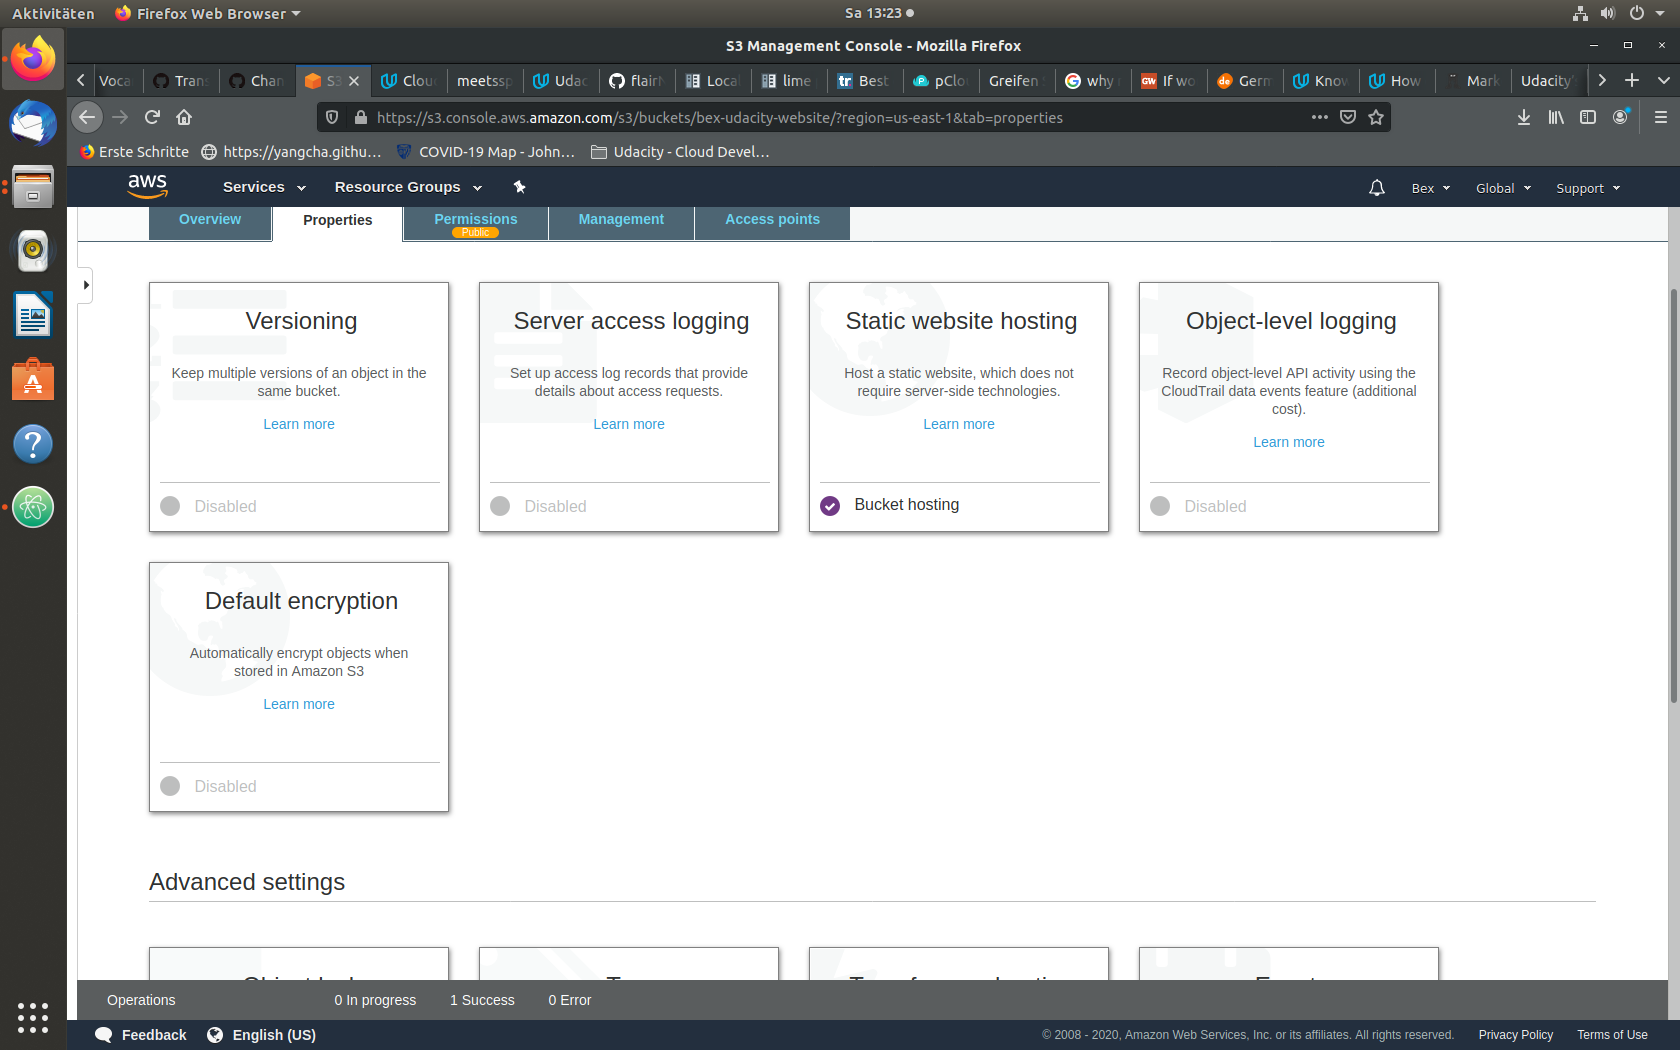 Aktivitäten Firefox Web Browser Sa 13:23
S3 Management Console - Mozilla Firefox
Voca Trans Chan S3 Clou meetssp Udac flairN Loca lime Best pClo Greifen why If wo Germ Know How Mark Udacity
https://s3.console.aws.amazon.com/s3/buckets/bex-udacity-website/?region=us-east-1&tab=properties
Erste Schritte https://yangcha.githu... COVID-19 Map - John... Udacity - Cloud Devel...
aws Services Resource Groups Bex Global Support
Overview Properties Permissions Management Access points
Public
Versioning
Keep multiple versions of an object in the
same bucket.
Learn more
Disabled
Server access logging
Set up access log records that provide
details about access requests.
Learn more
Disabled
Static website hosting
Host a static website, which does not
require server-side technologies.
Learn more
Bucket hosting
Object-level logging
Record object-level API activity using the
CloudTrail data events feature (additional
cost).
Learn more
Disabled
Default encryption
Automatically encrypt objects when
stored in Amazon S3
Learn more
Disabled
Advanced settings
Operations 0 In progress 1 Success 0 Error
Feedback English (US) © 2008 - 2020, Amazon Web Services, Inc. or its affiliates. All rights reserved. Privacy Policy Terms of Use